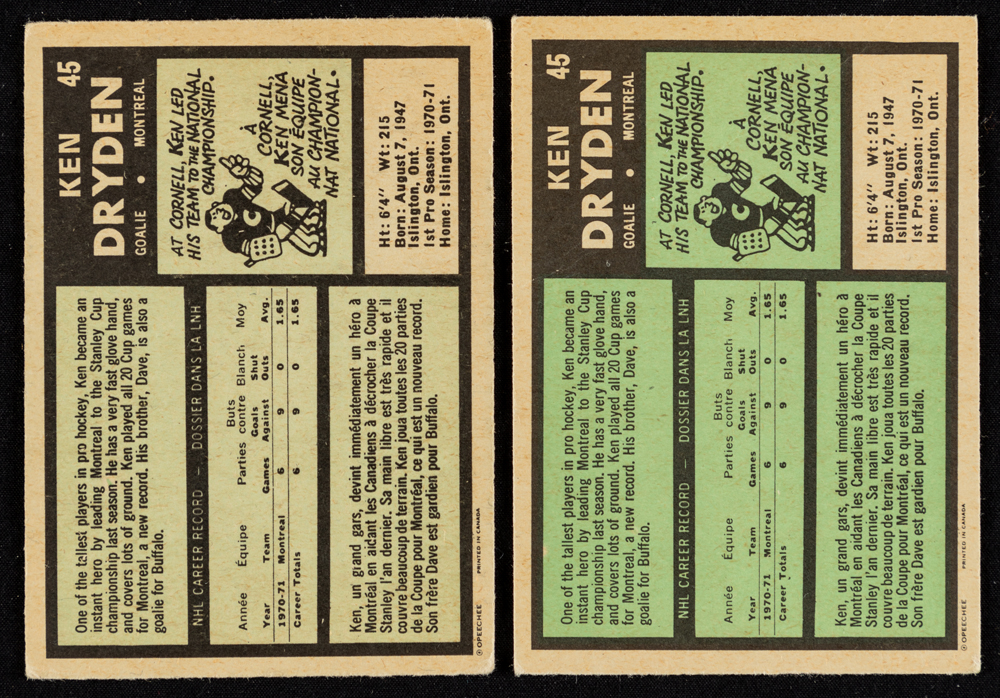 45
KEN
DRYDEN
GOALIE • MONTREAL
AT CORNELL, KEN LED
HIS TEAM TO THE NATIONAL
CHAMPIONSHIP.
A
CORNELL,
KEN MENA
SON ÉQUIPE
AU CHAMPION-
NAT NATIONAL.
C
Ht: 6'4" Wt: 215
Born: August 7, 1947
Islington, Ont.
1st Pro Season: 1970-71
Home: Islington, Ont.
One of the tallest players in pro hockey, Ken became an
instant hero by leading Montreal to the Stanley Cup
championship last season. He has a very fast glove hand,
and covers lots of ground. Ken played all 20 Cup games
for Montreal, a new record. His brother, Dave, is also a
goalie for Buffalo.
NHL CAREER RECORD — DOSSIER DANS LA LNH
Année Équipe Parties Buts contre Blanch Moy
Year Team Games Goals Against Shut Outs Avg.
1970-71 Montreal 6 9 0 1.65
Career Totals 6 9 0 1.65
Ken, un grand gars, devint immédiatement un héro à
Montréal en aidant les Canadiens à décrocher la Coupe
Stanley l'an dernier. Sa main libre est très rapide et il
couvre beaucoup de terrain. Ken joua toutes les 20 parties
de la Coupe pour Montréal, ce qui est un nouveau record.
Son frère Dave est gardien pour Buffalo.
© OPEECHEE PRINTED IN CANADA
45
KEN
DRYDEN
GOALIE • MONTREAL
AT CORNELL, KEN LED
HIS TEAM TO THE NATIONAL
CHAMPIONSHIP.
A
CORNELL,
KEN MENA
SON ÉQUIPE
AU CHAMPION-
NAT NATIONAL.
C
Ht: 6'4" Wt: 215
Born: August 7, 1947
Islington, Ont.
1st Pro Season: 1970-71
Home: Islington, Ont.
One of the tallest players in pro hockey, Ken became an
instant hero by leading Montreal to the Stanley Cup
championship last season. He has a very fast glove hand,
and covers lots of ground. Ken played all 20 Cup games
for Montreal, a new record. His brother, Dave, is also a
goalie for Buffalo.
NHL CAREER RECORD — DOSSIER DANS LA LNH
Année Équipe Parties Buts contre Blanch Moy
Year Team Games Goals Against Shut Outs Avg.
1970-71 Montreal 6 9 0 1.65
Career Totals 6 9 0 1.65
Ken, un grand gars, devint immédiatement un héro à
Montréal en aidant les Canadiens à décrocher la Coupe
Stanley l'an dernier. Sa main libre est très rapide et il
couvre beaucoup de terrain. Ken joua toutes les 20 parties
de la Coupe pour Montréal, ce qui est un nouveau record.
Son frère Dave est gardien pour Buffalo.
© OPEECHEE PRINTED IN CANADA